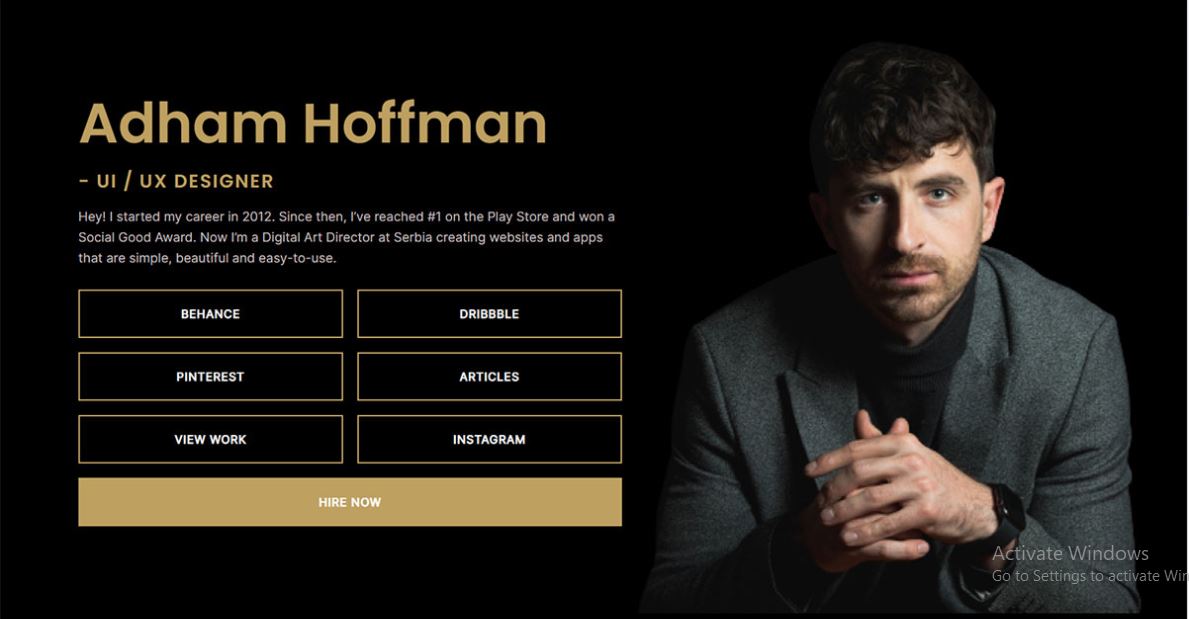 Adham Hoffman
- UI / UX DESIGNER
Hey! I started my career in 2012. Since then, I've reached #1 on the Play Store and won a
Social Good Award. Now I'm a Digital Art Director at Serbia creating websites and apps
that are simple, beautiful and easy-to-use.
BEHANCE
DRIBBBLE
PINTEREST
ARTICLES
VIEW WORK
INSTAGRAM
HIRE NOW
Activate Windows
Go to Settings to activate Win